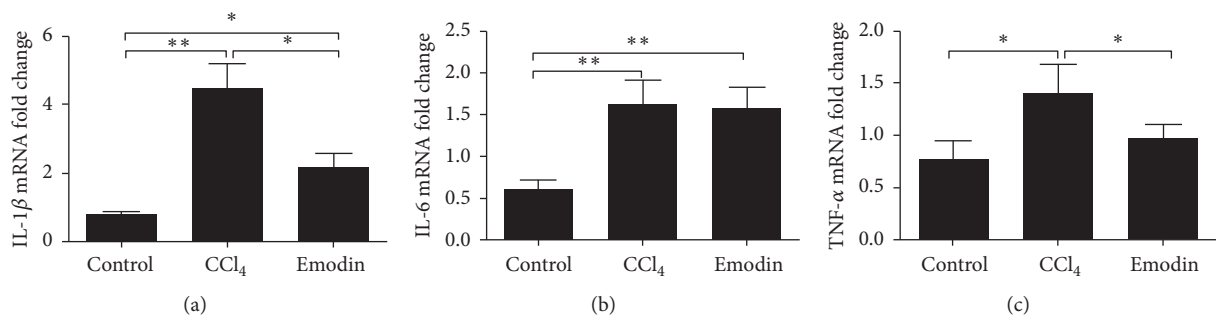 IL-1β mRNA fold change
6
4
2
0
*
** *
Control CCl₄ Emodin
(a)
IL-6 mRNA fold change
2.5
2.0
1.5
1.0
0.5
0.0
**
**
Control CCl₄ Emodin
(b)
TNF-α mRNA fold change
2.0
1.5
1.0
0.5
0.0
* *
Control CCl₄ Emodin
(c)